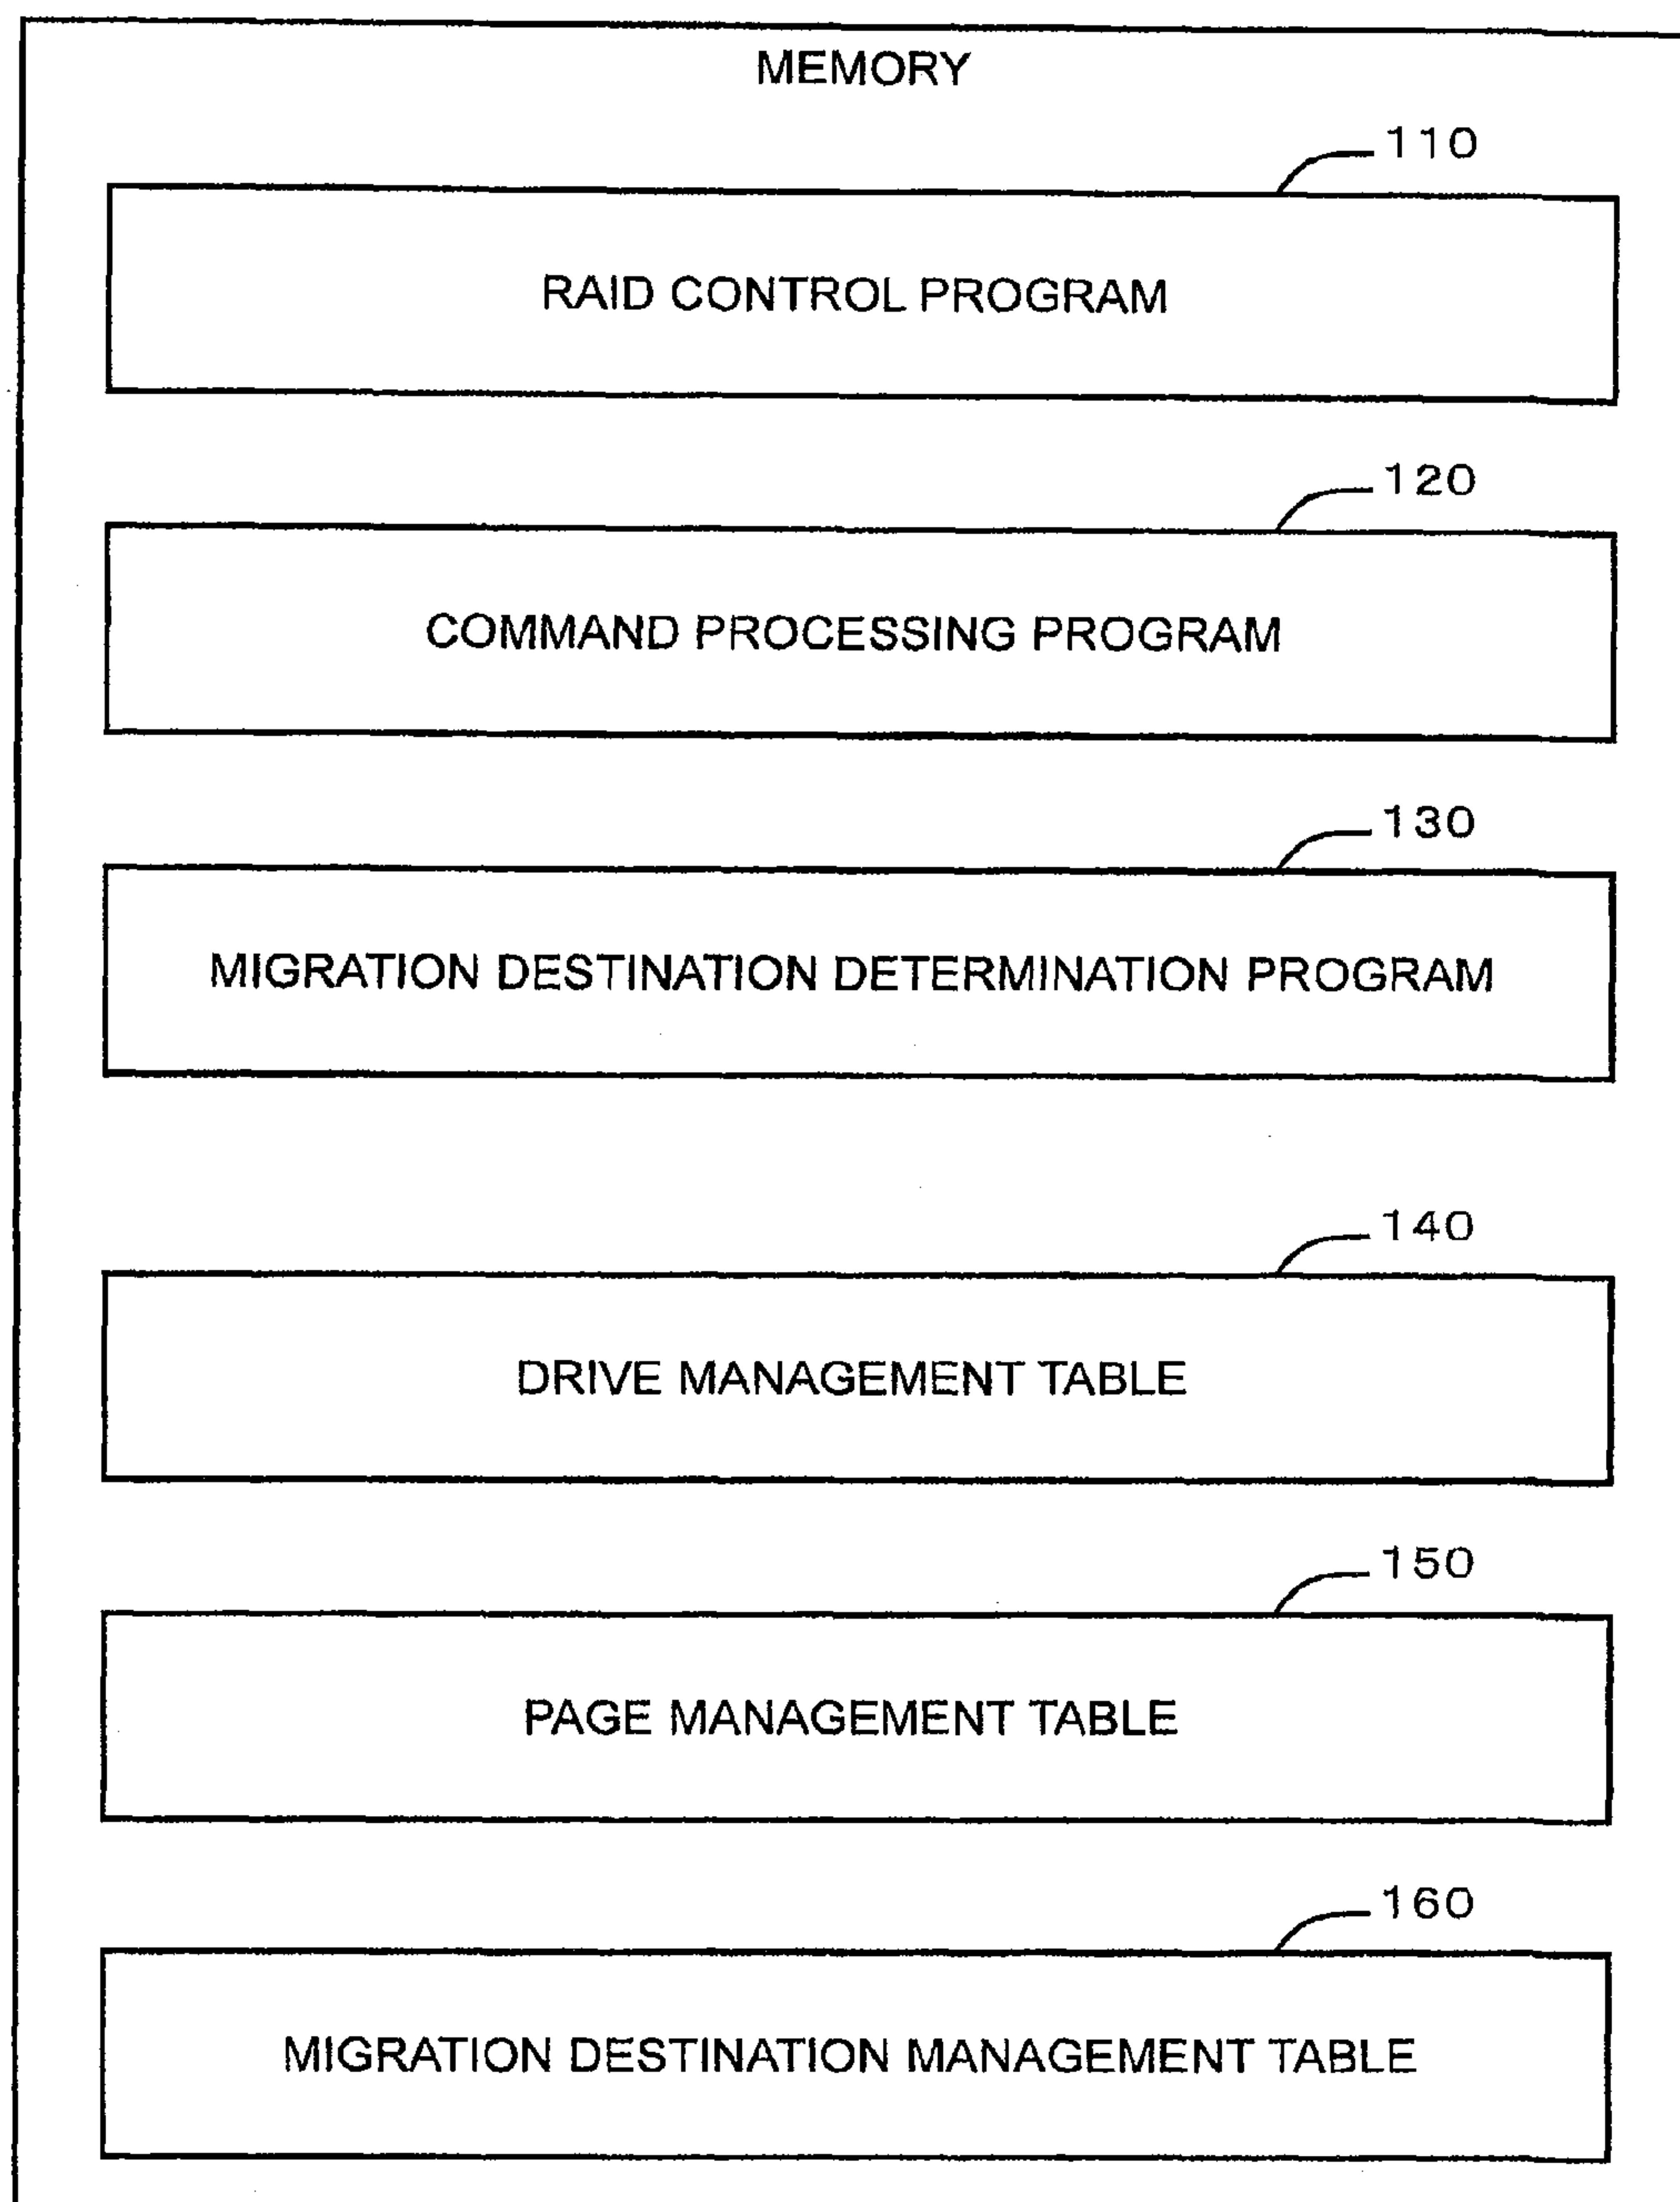 MEMORY
110
RAID CONTROL PROGRAM
120
COMMAND PROCESSING PROGRAM
130
MIGRATION DESTINATION DETERMINATION PROGRAM
140
DRIVE MANAGEMENT TABLE
150
PAGE MANAGEMENT TABLE
160
MIGRATION DESTINATION MANAGEMENT TABLE